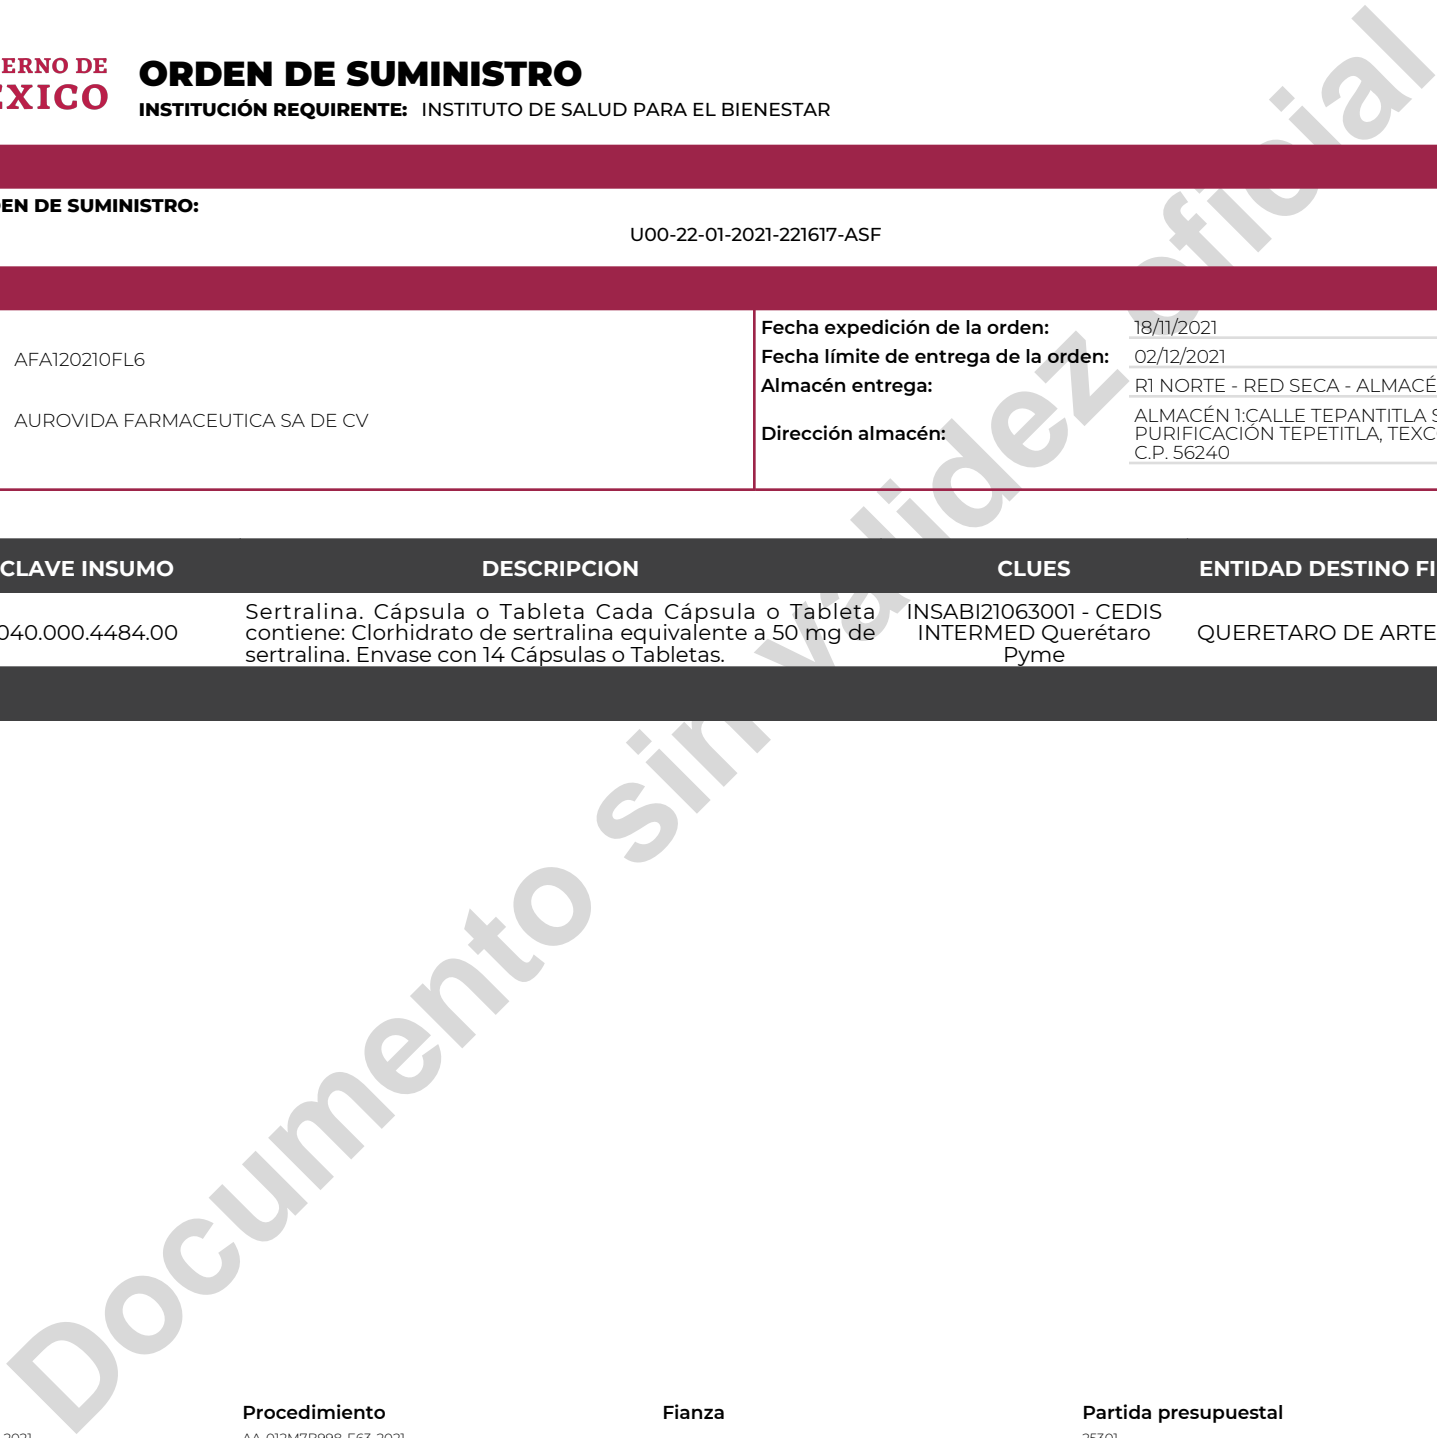 ERNO DE
ÉXICO
ORDEN DE SUMINISTRO
INSTITUCIÓN REQUIRENTE: INSTITUTO DE SALUD PARA EL BIENESTAR
EN DE SUMINISTRO:
U00-22-01-2021-221617-ASF
AFA120210FL6
AUROVIDA FARMACEUTICA SA DE CV
Fecha expedición de la orden: 18/11/2021
Fecha límite de entrega de la orden: 02/12/2021
Almacén entrega: R1 NORTE - RED SECA - ALMACÉ
Dirección almacén: ALMACÉN 1:CALLE TEPANTITLA S
PURIFICACIÓN TEPETITLA, TEXC
C.P. 56240
CLAVE INSUMO DESCRIPCION CLUES ENTIDAD DESTINO FI
040.000.4484.00
Sertralina. Cápsula o Tableta Cada Cápsula o Tableta
contiene: Clorhidrato de sertralina equivalente a 50 mg de
sertralina. Envase con 14 Cápsulas o Tabletas.
INSABI21063001 - CEDIS
INTERMED Querétaro
Pyme
QUERETARO DE ARTE
Documento sin validez oficial
Procedimiento Fianza Partida presupuestal